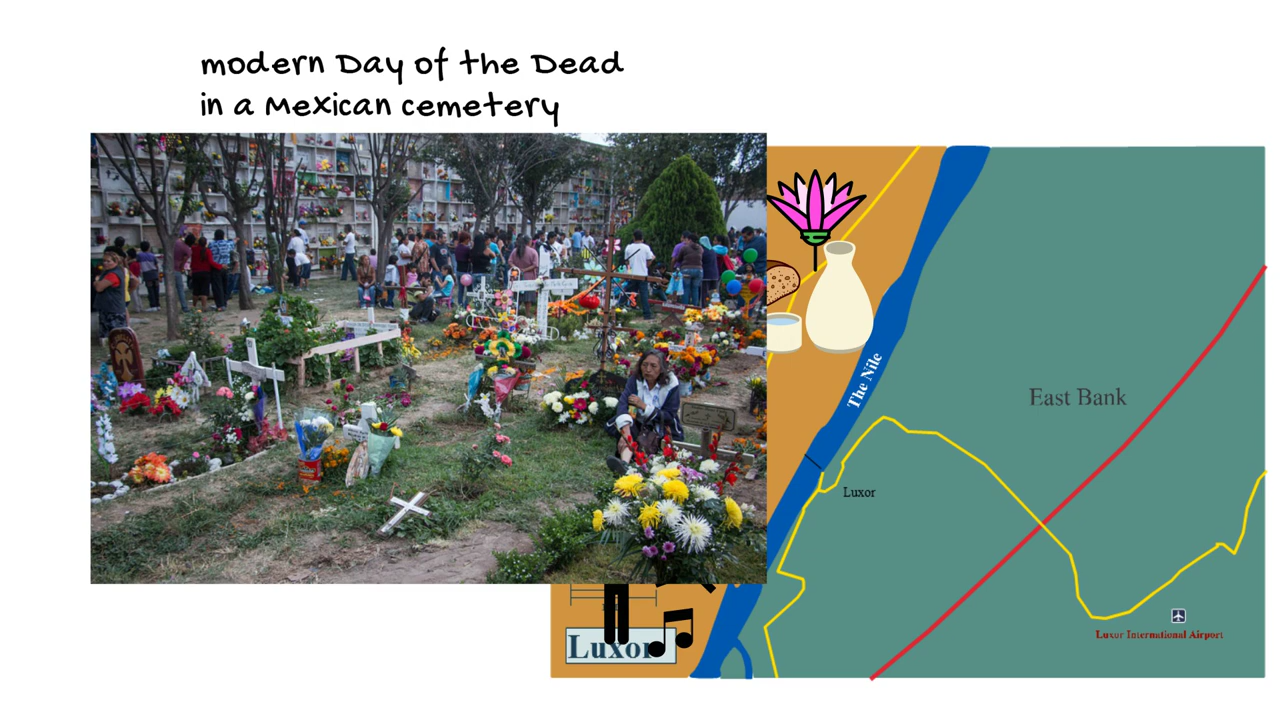 modern Day of the Dead
in a Mexican cemetery
The Nile
East Bank
Luxor
Luxor International Airport
Luxor